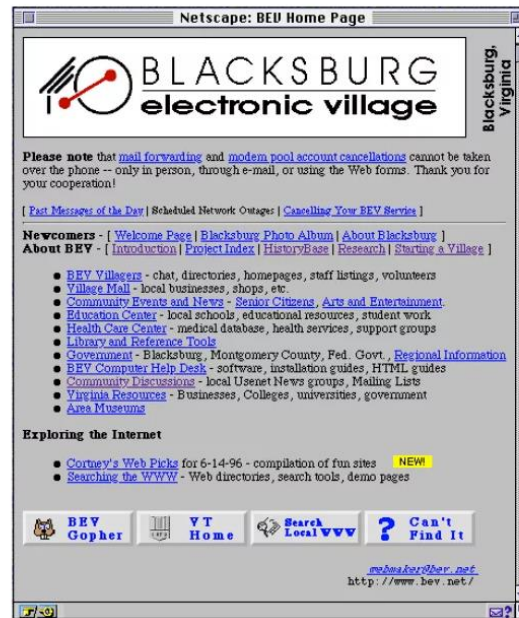 Netscape: BEV Home Page
BLACKSBURG
electronic village
Blacksburg,
Virginia
Please note that mail forwarding and modem pool account cancellations cannot be taken
over the phone -- only in person, through e-mail, or using the Web forms. Thank you for
your cooperation!
[ Past Messages of the Day | Scheduled Network Outages | Cancelling Your BEV Service ]
Newcomers - [ Welcome Page | Blacksburg Photo Album | About Blacksburg ]
About BEV - [ Introduction | Project Index | HistoryBase | Research | Starting a Village ]
● BEV Villagers - chat, directories, homepages, staff listings, volunteers
● Village Mall - local businesses, shops, etc.
● Community Events and News - Senior Citizens, Arts and Entertainment.
● Education Center - local schools, educational resources, student work
● Health Care Center - medical database, health services, support groups
● Library and Reference Tools
● Government - Blacksburg, Montgomery County, Fed. Govt., Regional Information
● BEV Computer Help Desk - software, installation guides, HTML guides
● Community Discussions - local Usenet News groups, Mailing Lists
● Virginia Resources - Businesses, Colleges, universities, government
● Area Museums
Exploring the Internet
● Cortney's Web Picks for 6-14-96 - compilation of fun sites NEW!
● Searching the WWW - Web directories, search tools, demo pages
BEV
Gopher
VT
Home
Search
Local WWW
? Can't
Find It
webmaker@bev.net
http://www.bev.net/
?